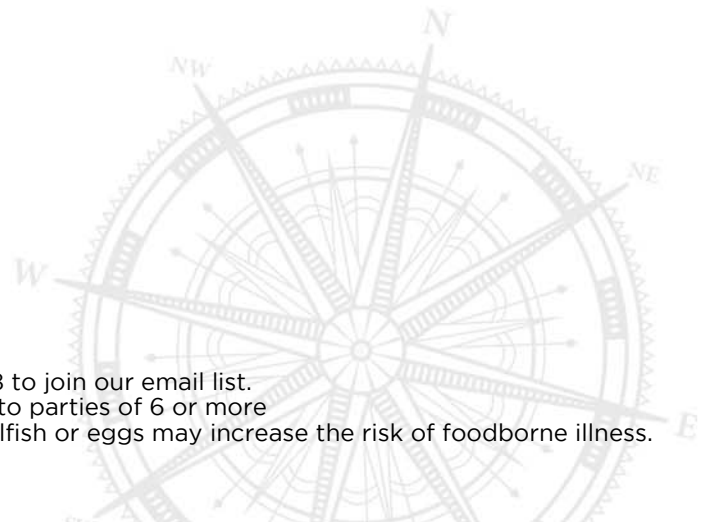 N
NW
NE
W
3 to join our email list.
to parties of 6 or more
lfish or eggs may increase the risk of foodborne illness.
E